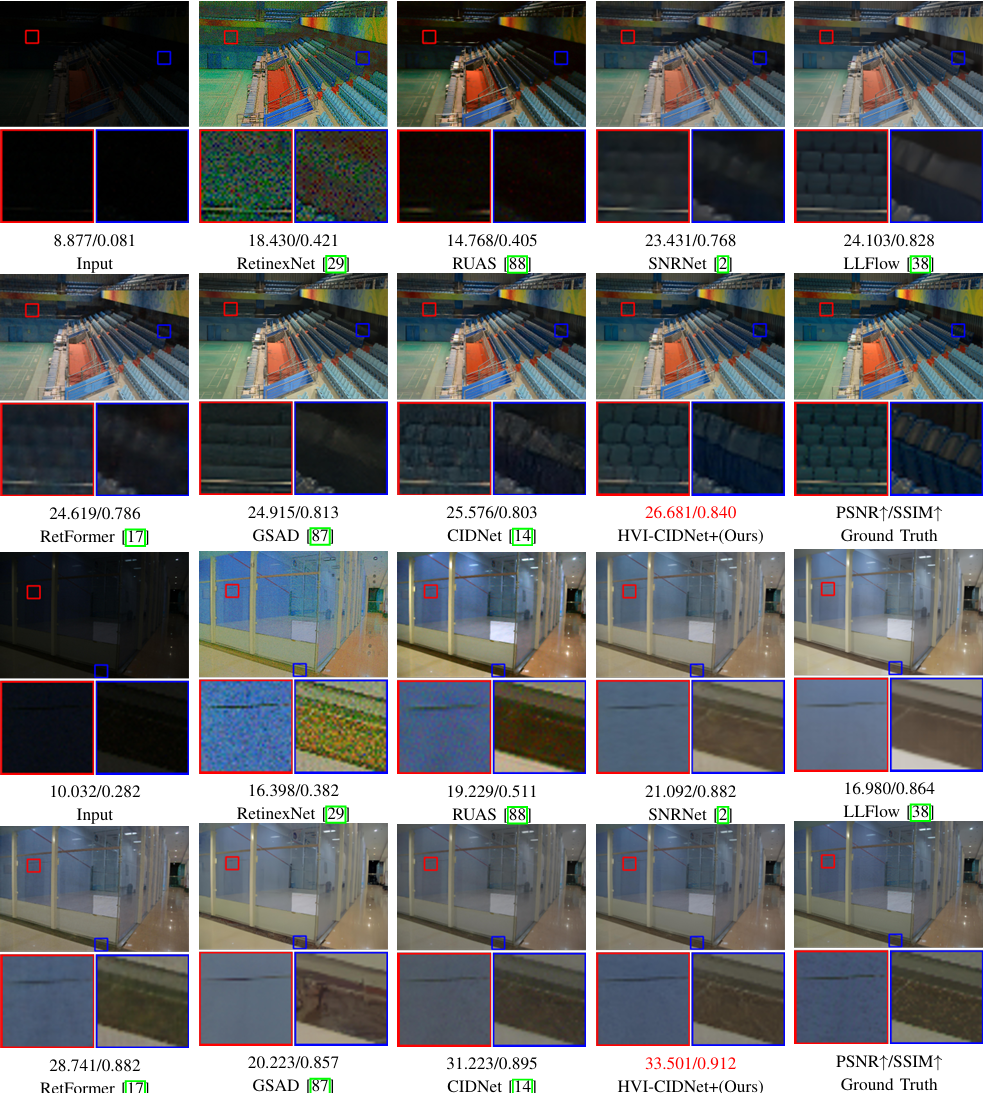 8.877/0.081 18.430/0.421 14.768/0.405 23.431/0.768 24.103/0.828
Input RetinexNet [29] RUAS [88] SNRNet [2] LLFlow [38]
24.619/0.786 24.915/0.813 25.576/0.803 26.681/0.840 PSNR↑/SSIM↑
RetFormer [17] GSAD [87] CIDNet [14] HVI-CIDNet+(Ours) Ground Truth
10.032/0.282 16.398/0.382 19.229/0.511 21.092/0.882 16.980/0.864
Input RetinexNet [29] RUAS [88] SNRNet [2] LLFlow [38]
28.741/0.882 20.223/0.857 31.223/0.895 33.501/0.912 PSNR↑/SSIM↑
RetFormer [17] GSAD [87] CIDNet [14] HVI-CIDNet+(Ours) Ground Truth